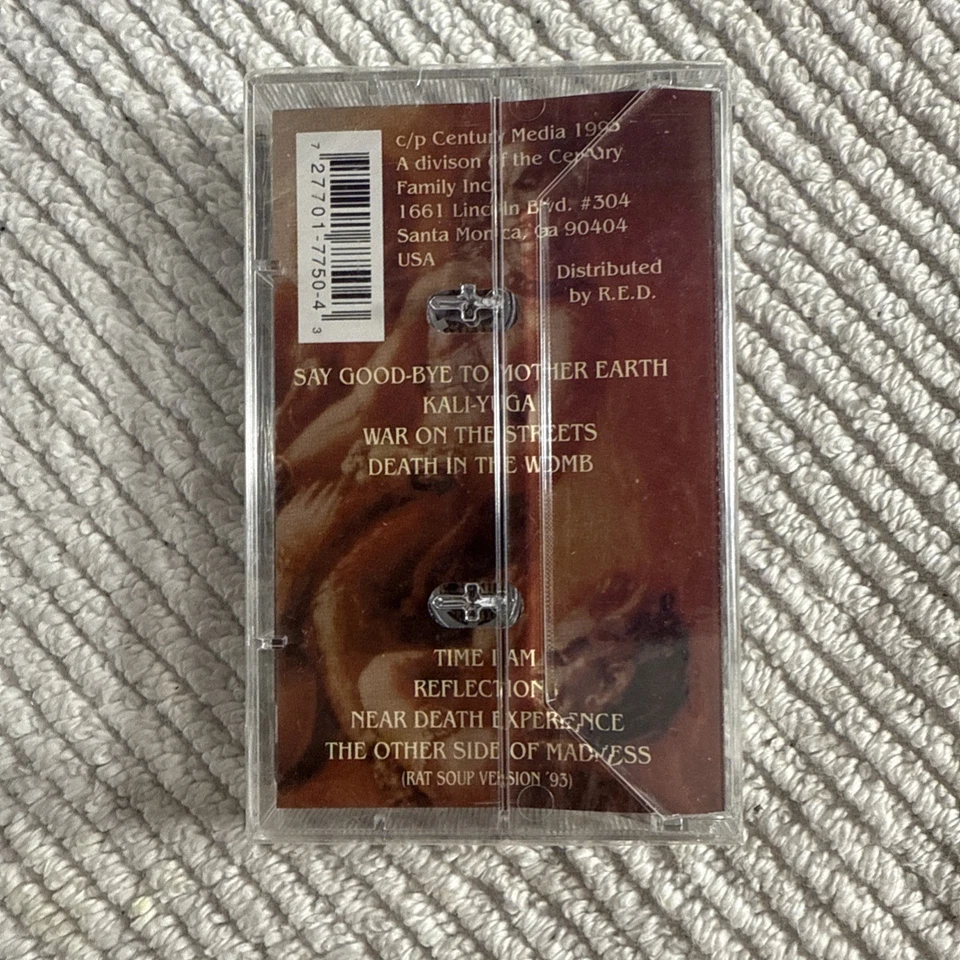 7 27701-7750-4 3
c/p Century Media 1993
A divison of the Century
Family Inc
1661 Lincoln Blvd. #304
Santa Monica, Ca 90404
USA
Distributed
by R.E.D.
SAY GOOD-BYE TO MOTHER EARTH
KALI-YUGA
WAR ON THE STREETS
DEATH IN THE WOMB
TIME I AM
REFLECTIONS
NEAR DEATH EXPERIENCE
THE OTHER SIDE OF MADNESS
(RAT SOUP VERSION '93)